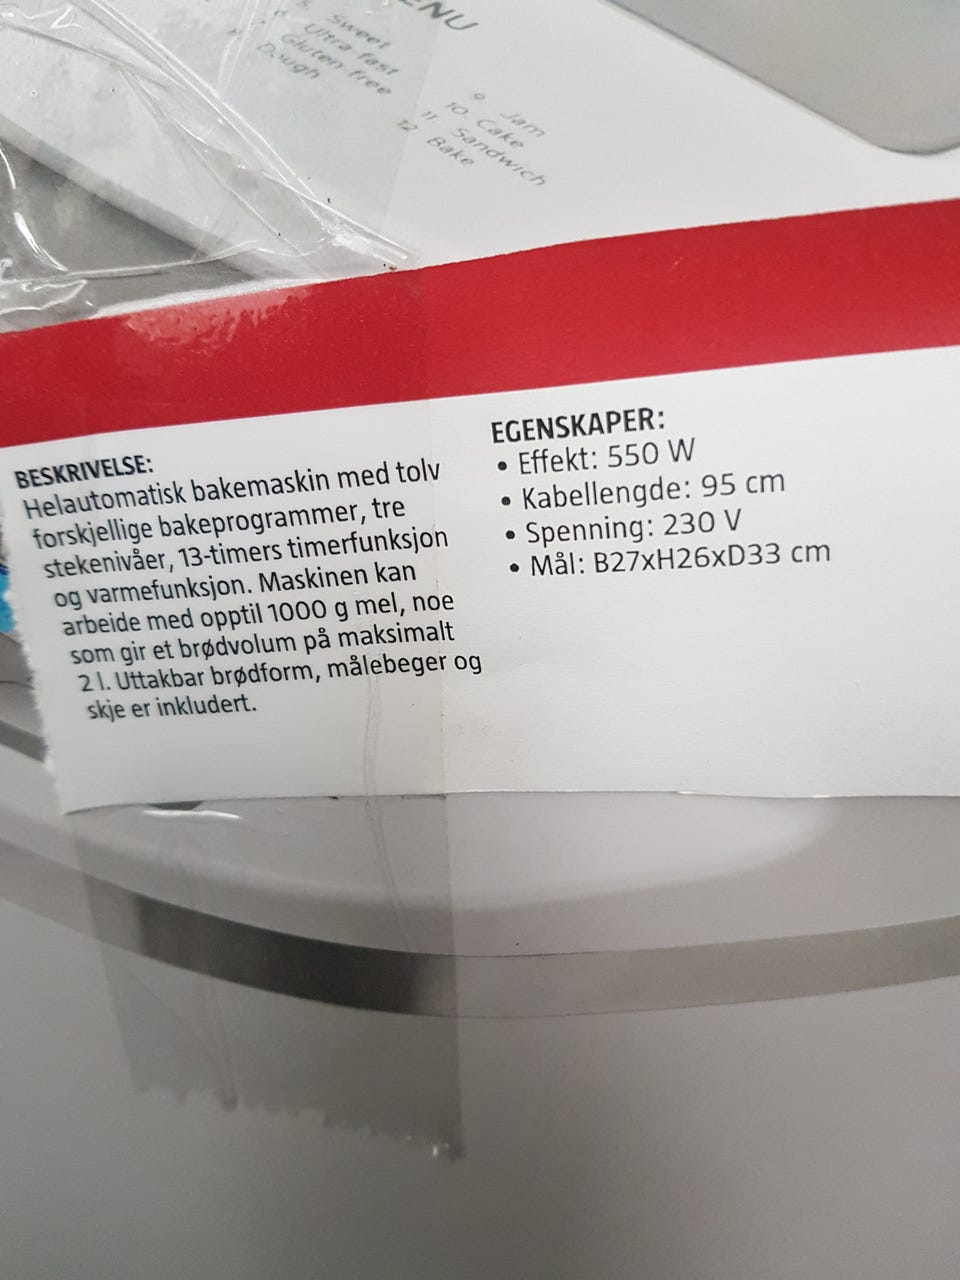 ENU
5. Sweet
Ultra fast
Gluten free
Dough
9. Jam
10. Cake
11. Sandwich
12. Bake
BESKRIVELSE:
Helautomatisk bakemaskin med tolv
forskjellige bakeprogrammer, tre
stekenivåer, 13-timers timerfunksjon
og varmefunksjon. Maskinen kan
arbeide med opptil 1000 g mel, noe
som gir et brødvolum på maksimalt
2 l. Uttakbar brødform, målebeger og
skje er inkludert.
EGENSKAPER:
• Effekt: 550 W
• Kabellengde: 95 cm
• Spenning: 230 V
• Mål: B27xH26xD33 cm